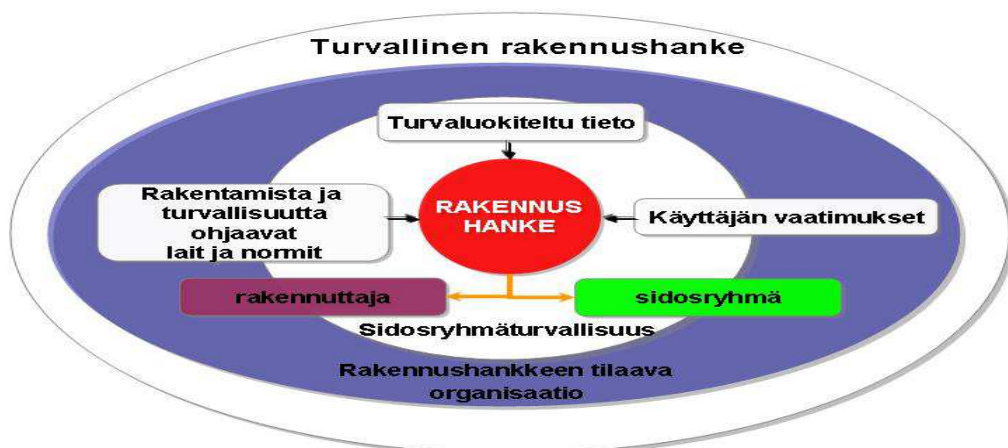 Turvallinen rakennushanke
Turvaluokiteltu tieto
Rakentamista ja
turvallisuutta
ohjaavat
lait ja normit
RAKENNUS
HANKE
Käyttäjän vaatimukset
rakennuttaja
sidosryhmä
Sidosryhmäturvallisuus
Rakennushankkeen tilaava
organisaatio